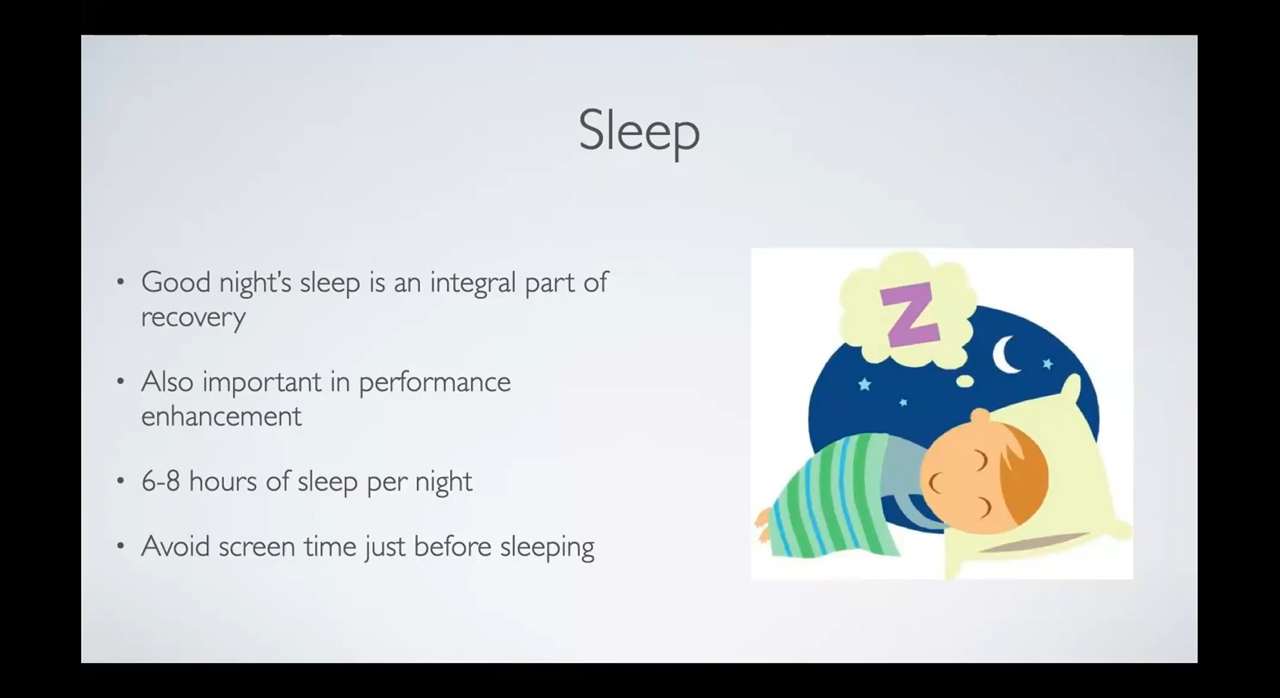 Sleep
• Good night's sleep is an integral part of
recovery
• Also important in performance
enhancement
• 6-8 hours of sleep per night
• Avoid screen time just before sleeping
Z